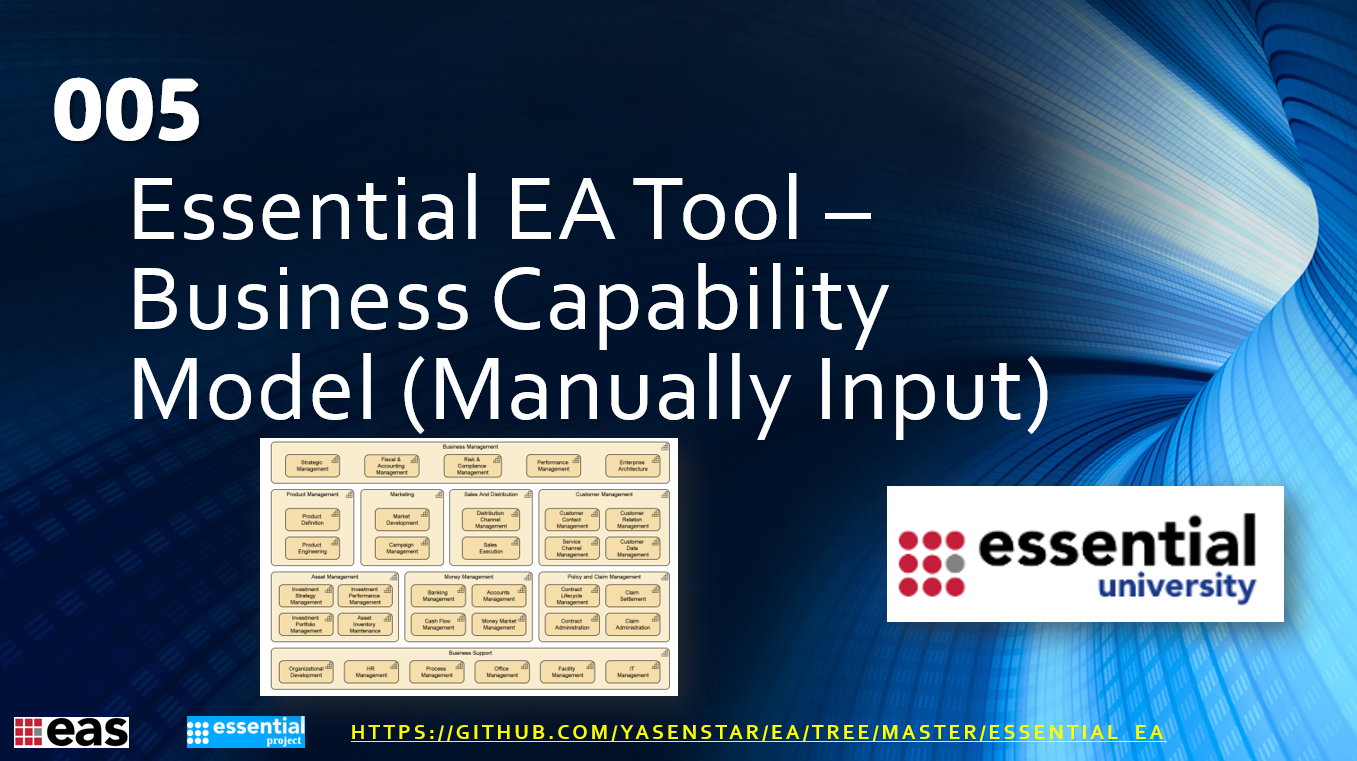 005
Essential EA Tool –
Business Capability
Model (Manually Input)
Business Management
Strategic
Management
Fiscal &
Accounting
Management
Risk &
Compliance
Management
Performance
Management
Enterprise
Architecture
Product Management
Product
Definition
Product
Engineering
Marketing
Market
Development
Campaign
Management
Sales And Distribution
Distribution
Channel
Management
Sales
Execution
Customer Management
Customer
Contact
Management
Customer
Relation
Management
Service
Channel
Management
Customer
Data
Management
Asset Management
Investment
Strategy
Management
Investment
Performance
Management
Investment
Portfolio
Management
Asset
Inventory
Maintenance
Money Management
Banking
Management
Accounts
Management
Cash Flow
Management
Money Market
Management
Policy and Claim Management
Contract
Lifecycle
Management
Claim
Settlement
Contract
Administration
Claim
Administration
Business Support
Organizational
Development
HR
Management
Process
Management
Office
Management
Facility
Management
IT
Management
essential
university
eas
essential
project
HTTPS://GITHUB.COM/YASENSTAR/EA/TREE/MASTER/ESSENTIAL_EA